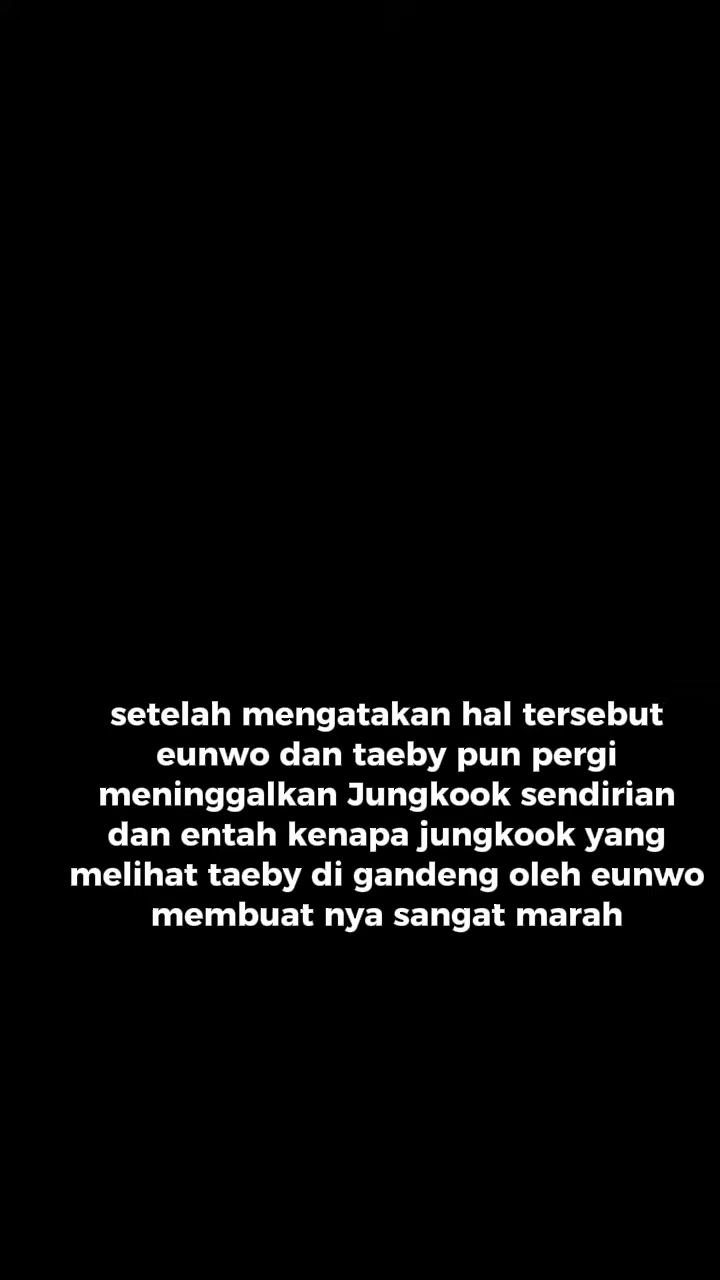 setelah mengatakan hal tersebut
eunwo dan taeby pun pergi
meninggalkan Jungkook sendirian
dan entah kenapa jungkook yang
melihat taeby di gandeng oleh eunwo
membuat nya sangat marah